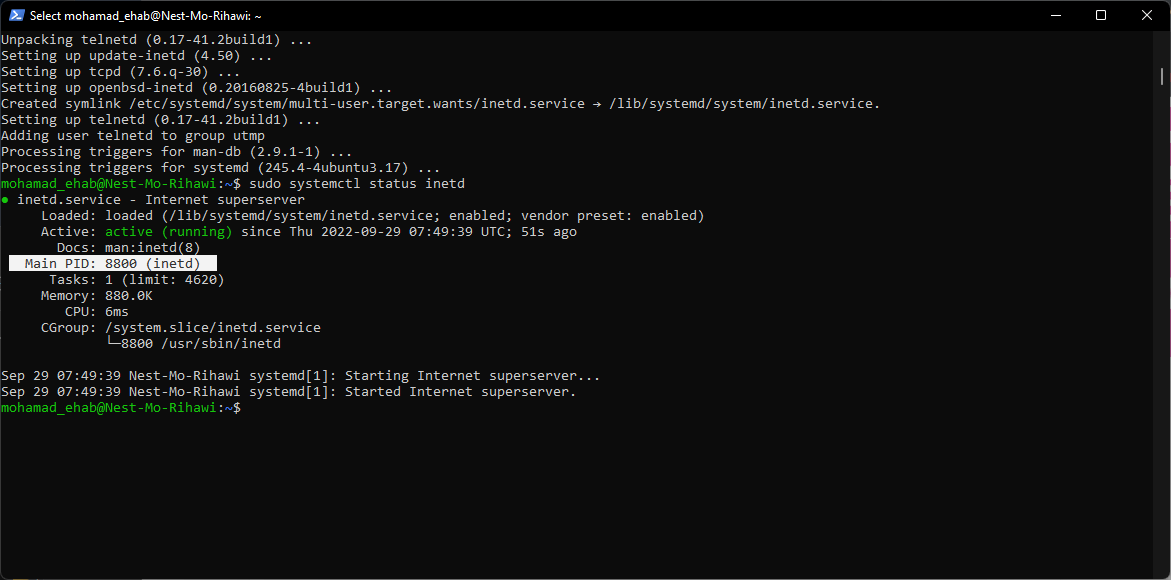 Select mohamad_ehab@Nest-Mo-Rihawi: ~
Unpacking telnetd (0.17-41.2build1) ...
Setting up update-inetd (4.50) ...
Setting up tcpd (7.6.q-30) ...
Setting up openbsd-inetd (0.20160825-4build1) ...
Created symlink /etc/systemd/system/multi-user.target.wants/inetd.service → /lib/systemd/system/inetd.service.
Setting up telnetd (0.17-41.2build1) ...
Adding user telnetd to group utmp
Processing triggers for man-db (2.9.1-1) ...
Processing triggers for systemd (245.4-4ubuntu3.17) ...
mohamad_ehab@Nest-Mo-Rihawi:~$ sudo systemctl status inetd
● inetd.service - Internet superserver
     Loaded: loaded (/lib/systemd/system/inetd.service; enabled; vendor preset: enabled)
     Active: active (running) since Thu 2022-09-29 07:49:39 UTC; 51s ago
       Docs: man:inetd(8)
   Main PID: 8800 (inetd)
      Tasks: 1 (limit: 4620)
     Memory: 880.0K
        CPU: 6ms
     CGroup: /system.slice/inetd.service
             └─8800 /usr/sbin/inetd
Sep 29 07:49:39 Nest-Mo-Rihawi systemd[1]: Starting Internet superserver...
Sep 29 07:49:39 Nest-Mo-Rihawi systemd[1]: Started Internet superserver.
mohamad_ehab@Nest-Mo-Rihawi:~$